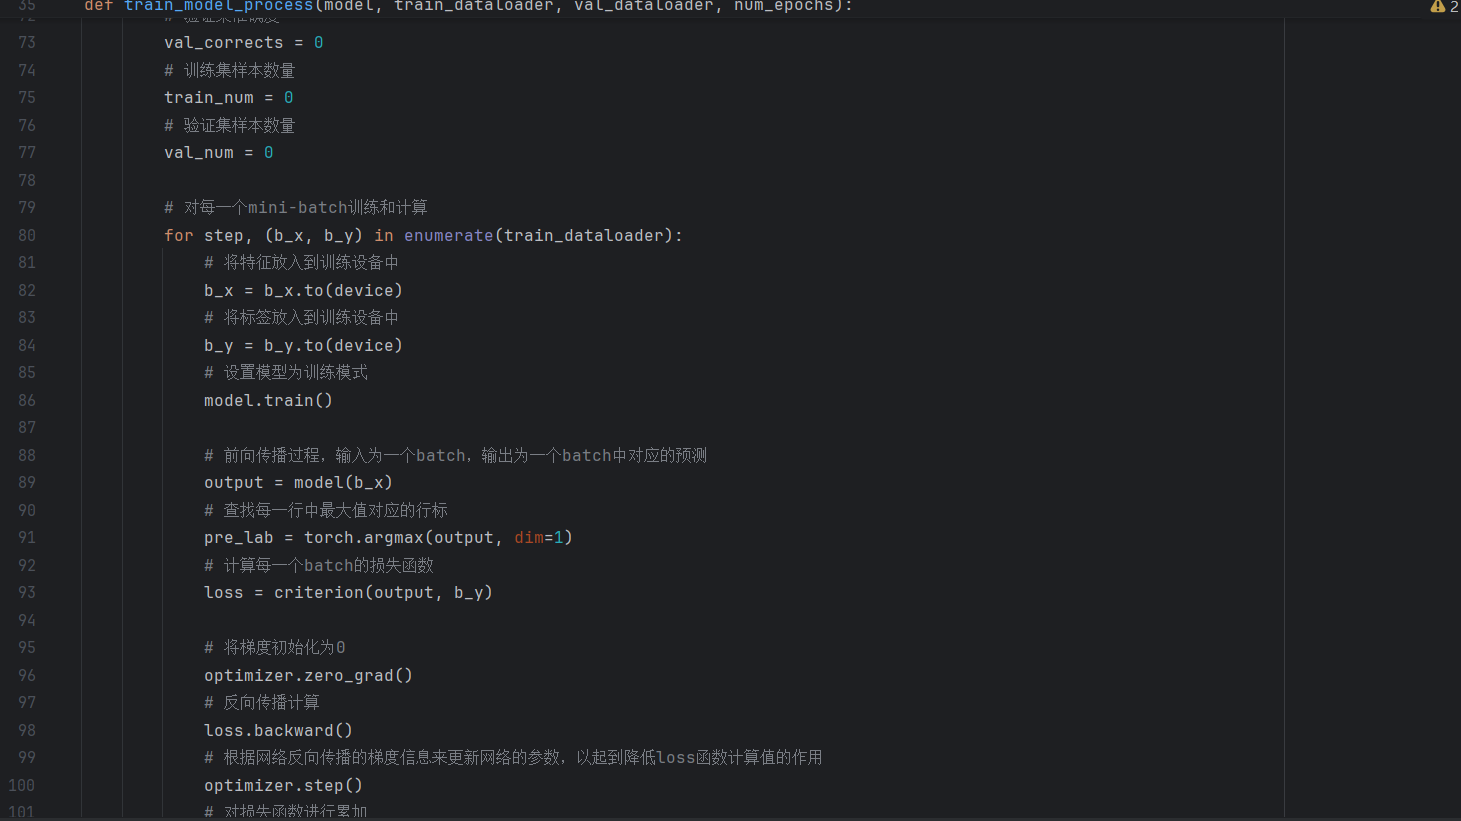 35 def train_model_process(model, train_dataloader, val_dataloader, num_epochs): 2
73 val_corrects = 0
74 # 训练集样本数量
75 train_num = 0
76 # 验证集样本数量
77 val_num = 0
78
79 # 对每一个mini-batch训练和计算
80 for step, (b_x, b_y) in enumerate(train_dataloader):
81 # 将特征放入到训练设备中
82 b_x = b_x.to(device)
83 # 将标签放入到训练设备中
84 b_y = b_y.to(device)
85 # 设置模型为训练模式
86 model.train()
87
88 # 前向传播过程，输入为一个batch，输出为一个batch中对应的预测
89 output = model(b_x)
90 # 查找每一行中最大值对应的行标
91 pre_lab = torch.argmax(output, dim=1)
92 # 计算每一个batch的损失函数
93 loss = criterion(output, b_y)
94
95 # 将梯度初始化为0
96 optimizer.zero_grad()
97 # 反向传播计算
98 loss.backward()
99 # 根据网络反向传播的梯度信息来更新网络的参数，以起到降低loss函数计算值的作用
100 optimizer.step()
101 # 对损失函数进行累加